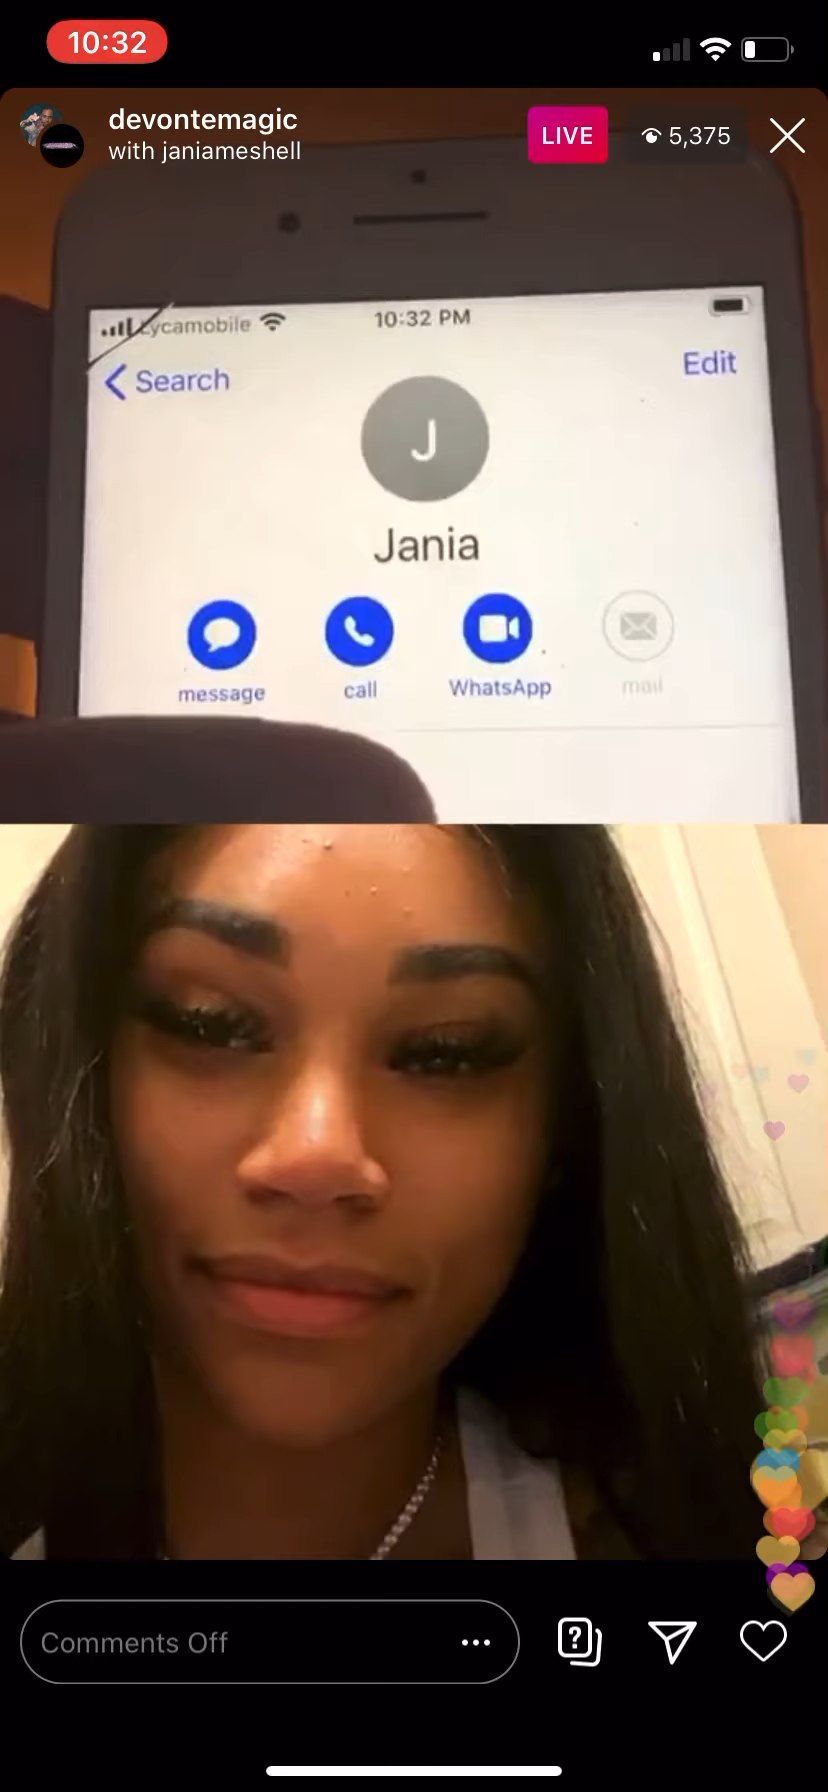 10:32
devontemagic
with janiameshell
LIVE
5,375
Lycamobile
10:32 PM
Search
Edit
J
Jania
message
call
WhatsApp
mail
Comments Off